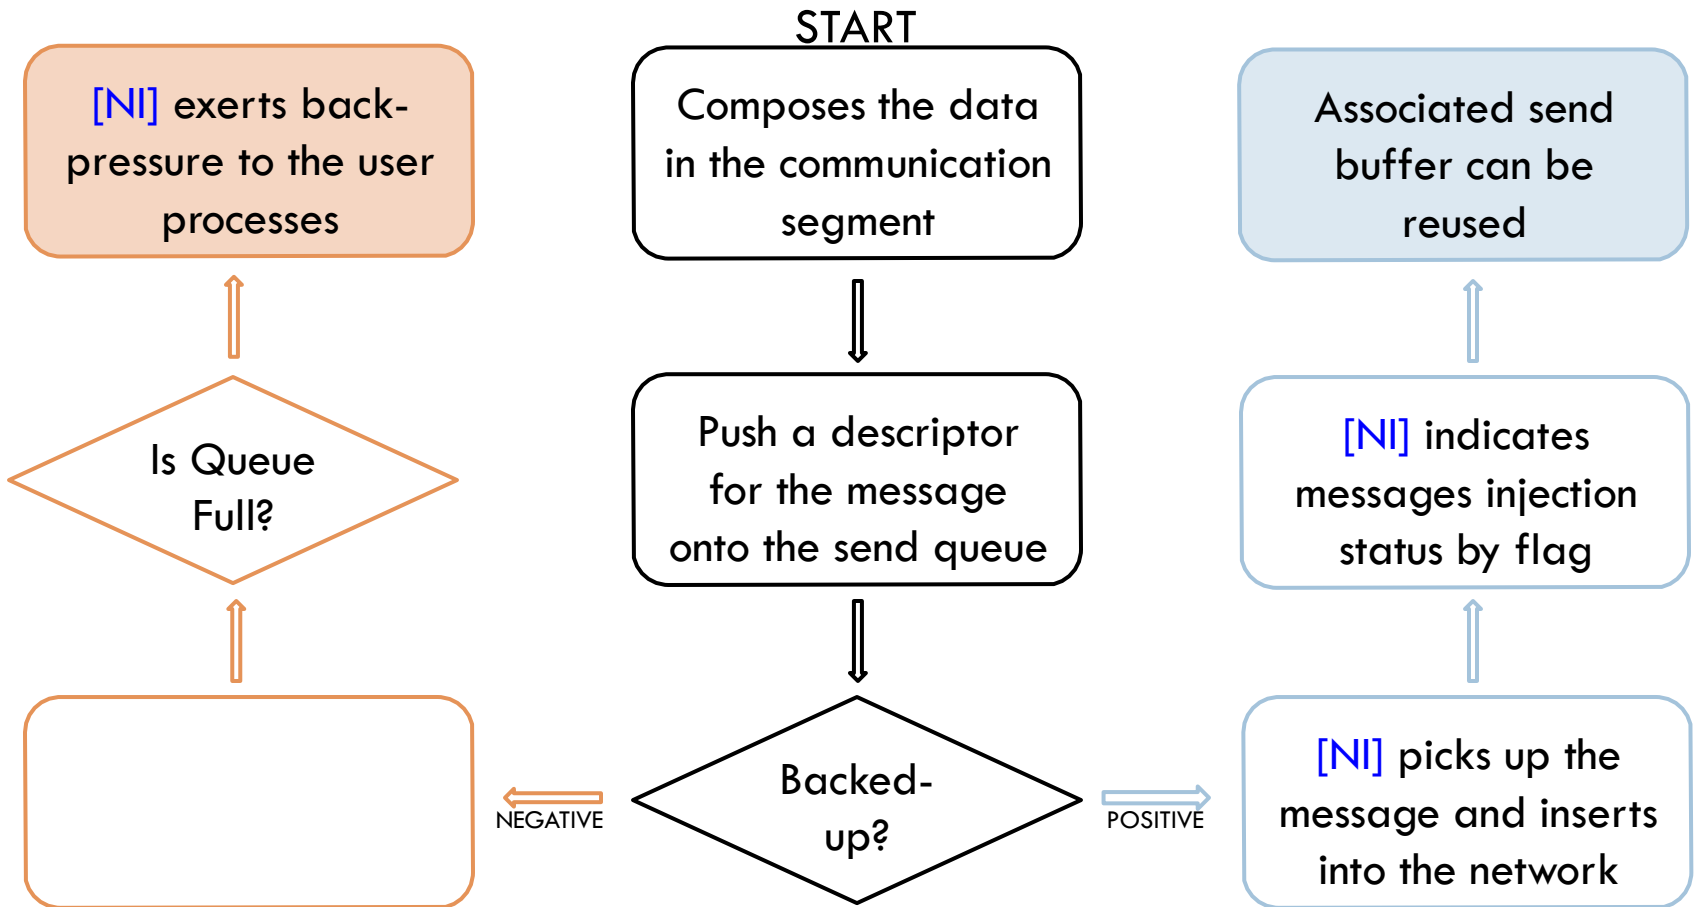 START
[NI] exerts back-
pressure to the user
processes
Composes the data
in the communication
segment
Associated send
buffer can be
reused
Is Queue
Full?
Push a descriptor
for the message
onto the send queue
[NI] indicates
messages injection
status by flag
NEGATIVE
Backed-
up?
POSITIVE
[NI] picks up the
message and inserts
into the network